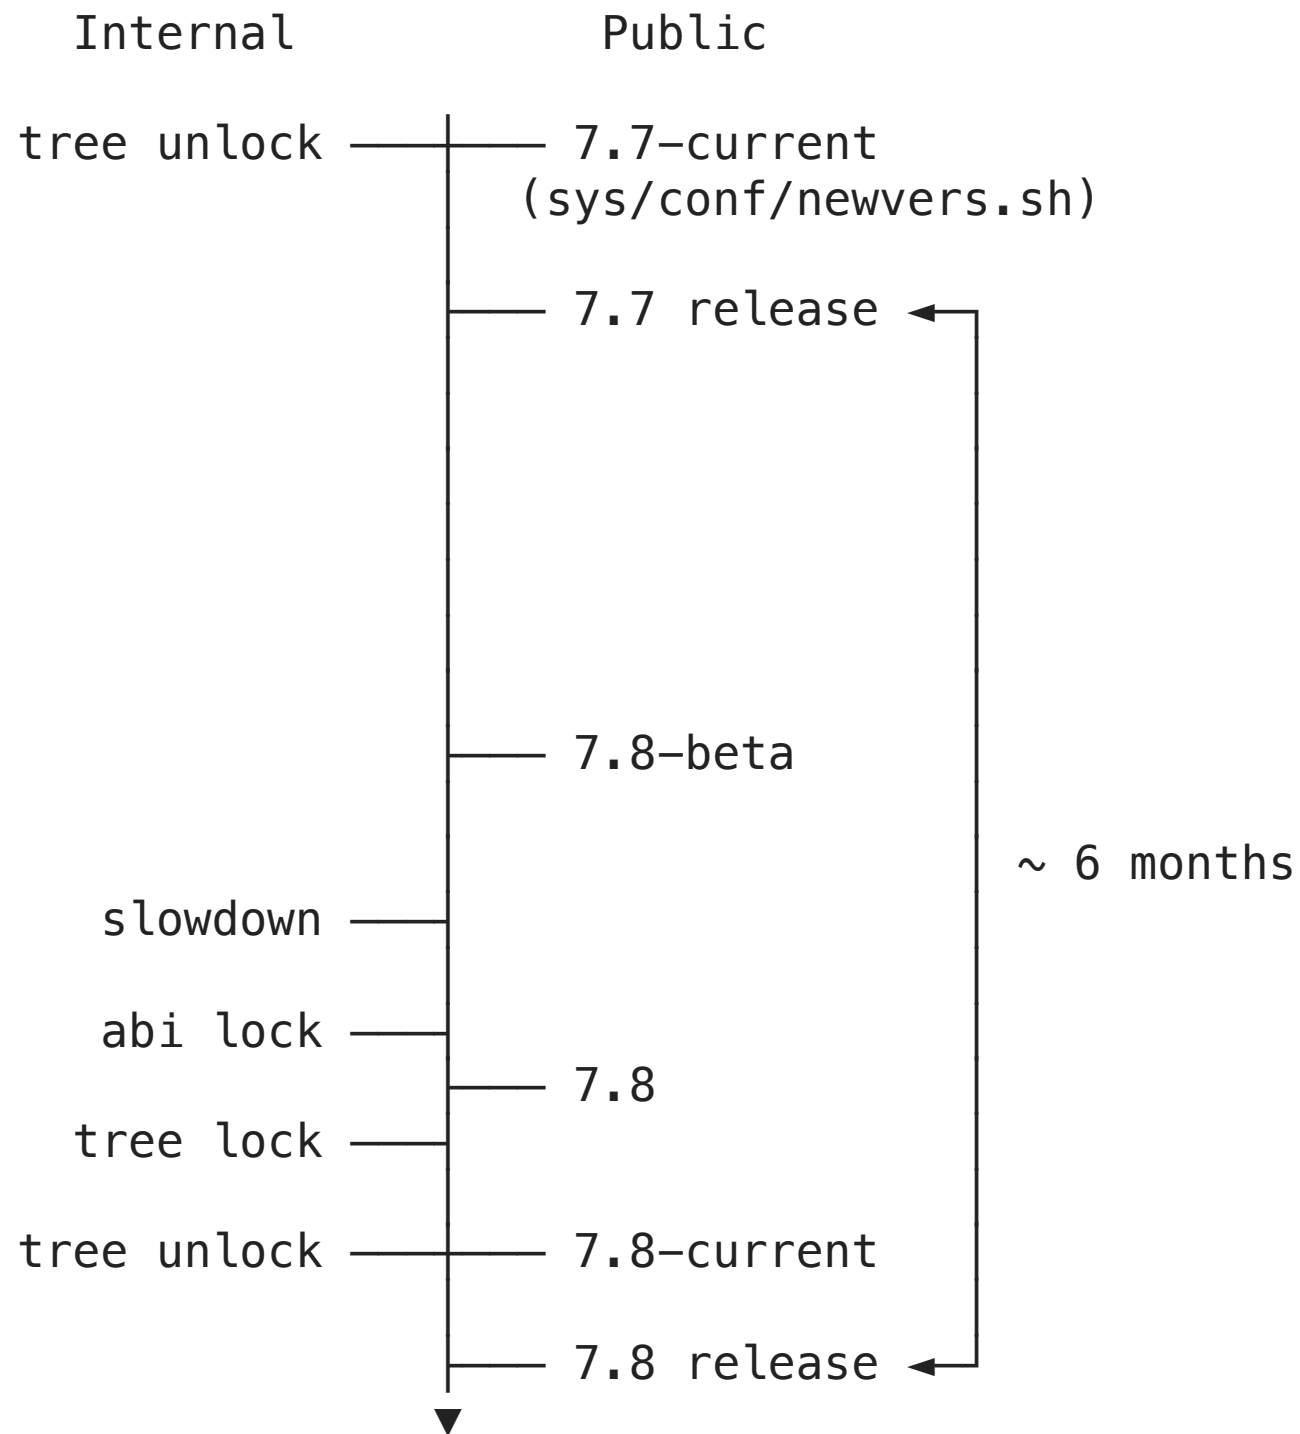 Internal Public
tree unlock 7.7-current
(sys/conf/newvers.sh)
7.7 release
7.8-beta
~ 6 months
slowdown
abi lock
7.8
tree lock
tree unlock 7.8-current
7.8 release